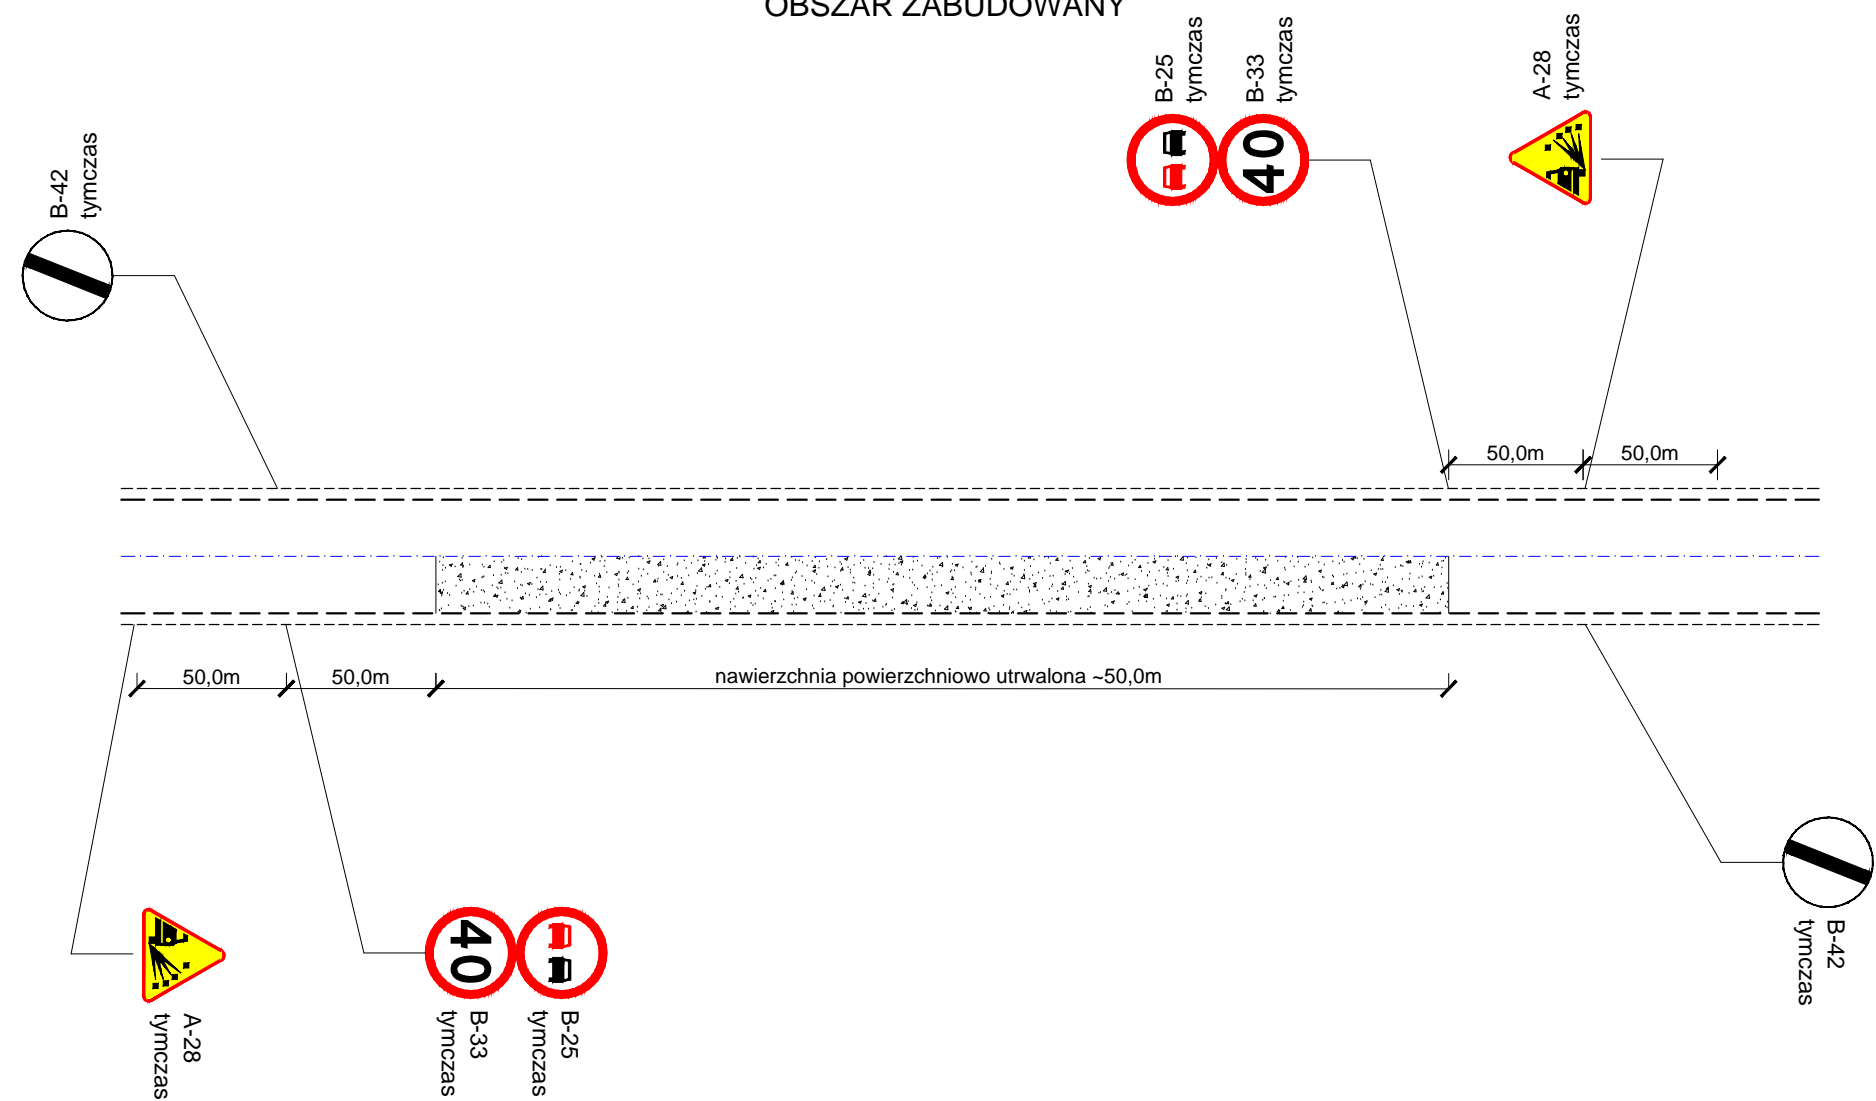 OBSZAR ZABUDOWANY
B-25
tymczas
B-33
tymczas
A-28
tymczas
B-42
tymczas
40
50,0m
50,0m
50,0m
50,0m
nawierzchnia powierzchniowo utrwalona ~50,0m
40
A-28
tymczas
B-33
tymczas
B-25
tymczas
B-42
tymczas